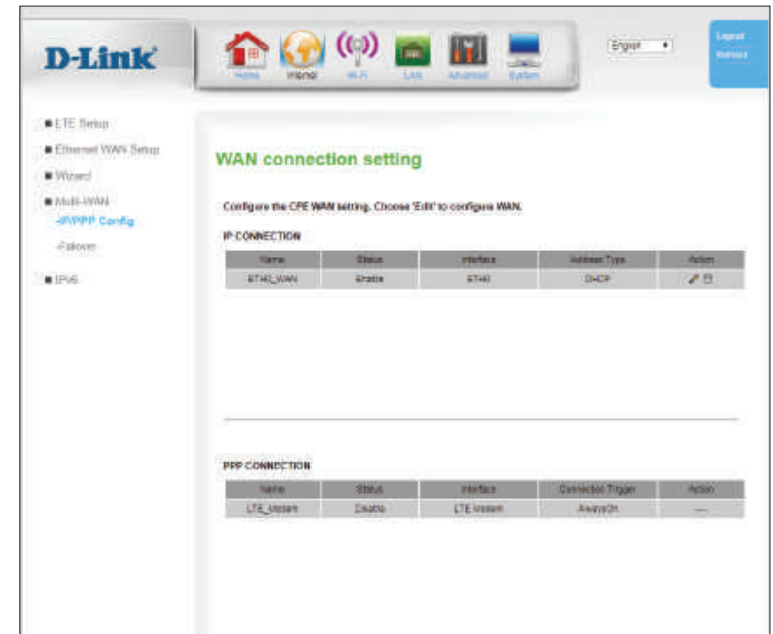 D-Link
Home Internet Wi-Fi LAN Advanced System
English
Logout
LTE Setup
Ethernet WAN Setup
Wizard
Multi-WAN
-IP/PPP Config
-Failover
IPv6
WAN connection setting
Configure the CPE WAN setting. Choose 'Edit' to configure WAN.
IP CONNECTION
Name Status Interface Address Type Action
ETH0_WAN Enable ETH0 DHCP
PPP CONNECTION
Name Status Interface Connection Trigger Action
LTE_Modem Disable LTE Modem AlwaysOn ----